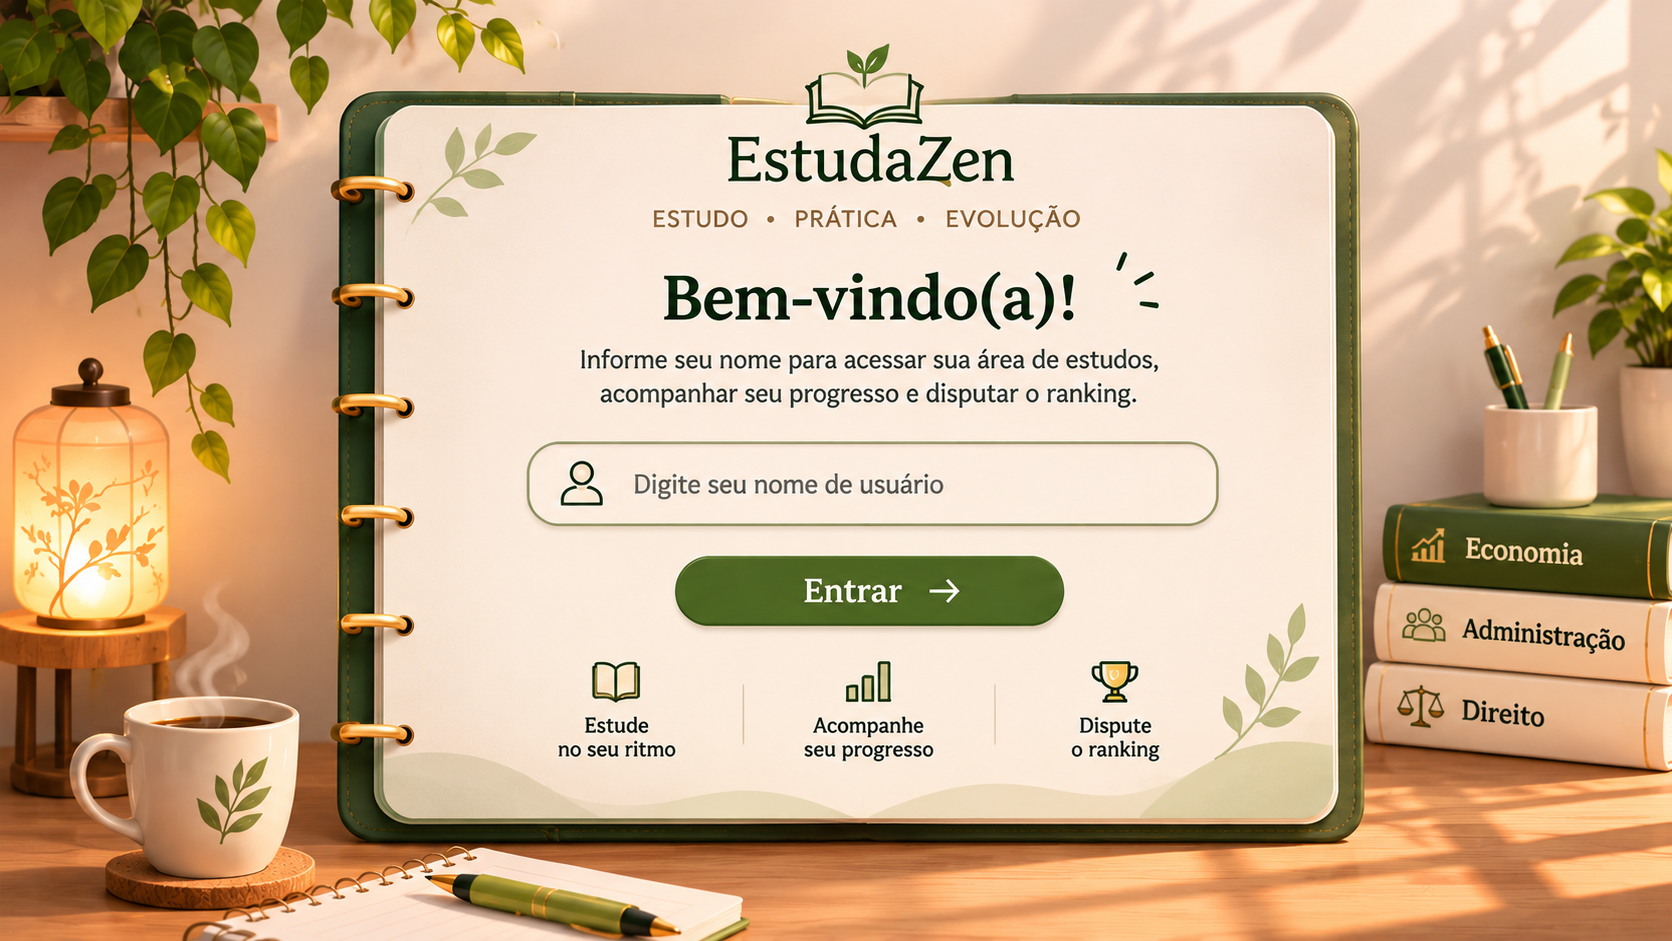 EstudaZen
ESTUDO • PRÁTICA • EVOLUÇÃO
Bem-vindo(a)!
Informe seu nome para acessar sua área de estudos,
acompanhar seu progresso e disputar o ranking.
Digite seu nome de usuário
Entrar →
Estude
no seu ritmo
Acompanhe
seu progresso
Dispute
o ranking
Economia
Administração
Direito